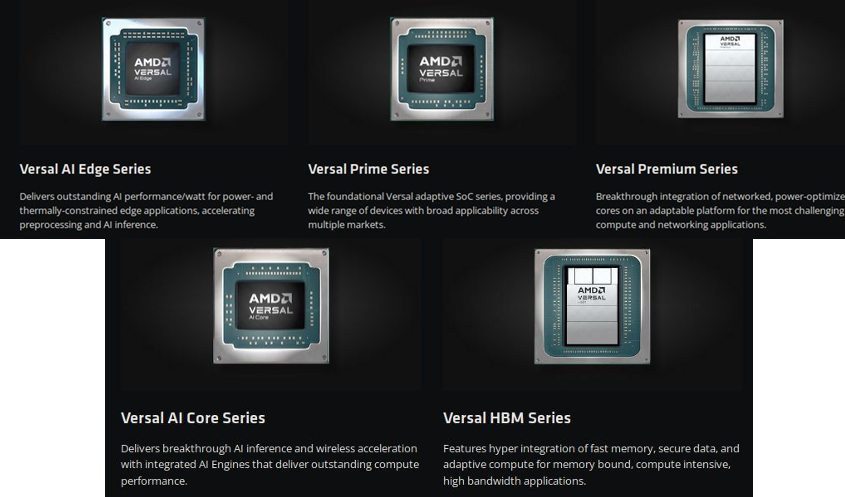 AMD
VERSAL
AI Edge
AMD
VERSAL
Prime
AMD
VERSAL
Versal AI Edge Series
Versal Prime Series
Versal Premium Series
Delivers outstanding AI performance/watt for power- and
thermally-constrained edge applications, accelerating
preprocessing and AI inference.
The foundational Versal adaptive SoC series, providing a
wide range of devices with broad applicability across
multiple markets.
Breakthrough integration of networked, power-optimize
cores on an adaptable platform for the most challenging
compute and networking applications.
AMD
VERSAL
AI Core
AMD
VERSAL
Versal AI Core Series
Versal HBM Series
Delivers breakthrough AI inference and wireless acceleration
with integrated AI Engines that deliver outstanding compute
performance.
Features hyper integration of fast memory, secure data, and
adaptive compute for memory bound, compute intensive,
high bandwidth applications.